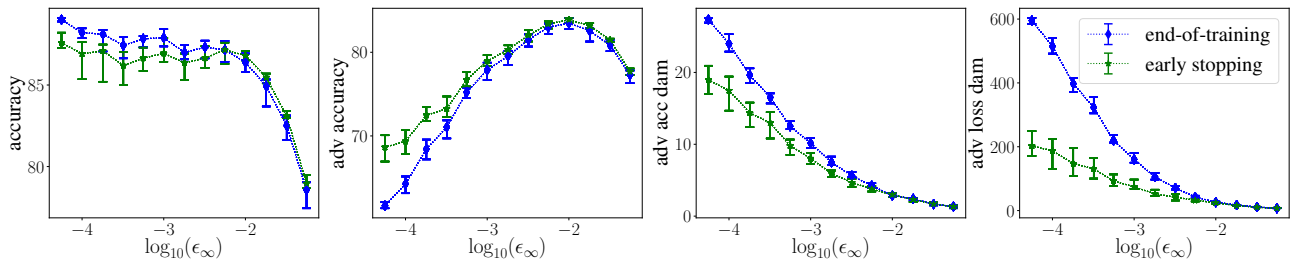 accuracy
85
80
−4
−3
−2
log₁₀(ϵ∞)
adv accuracy
80
70
−4
−3
−2
log₁₀(ϵ∞)
adv acc dam
20
10
0
−4
−3
−2
log₁₀(ϵ∞)
adv loss dam
600
400
200
0
−4
−3
−2
log₁₀(ϵ∞)
end-of-training
early stopping